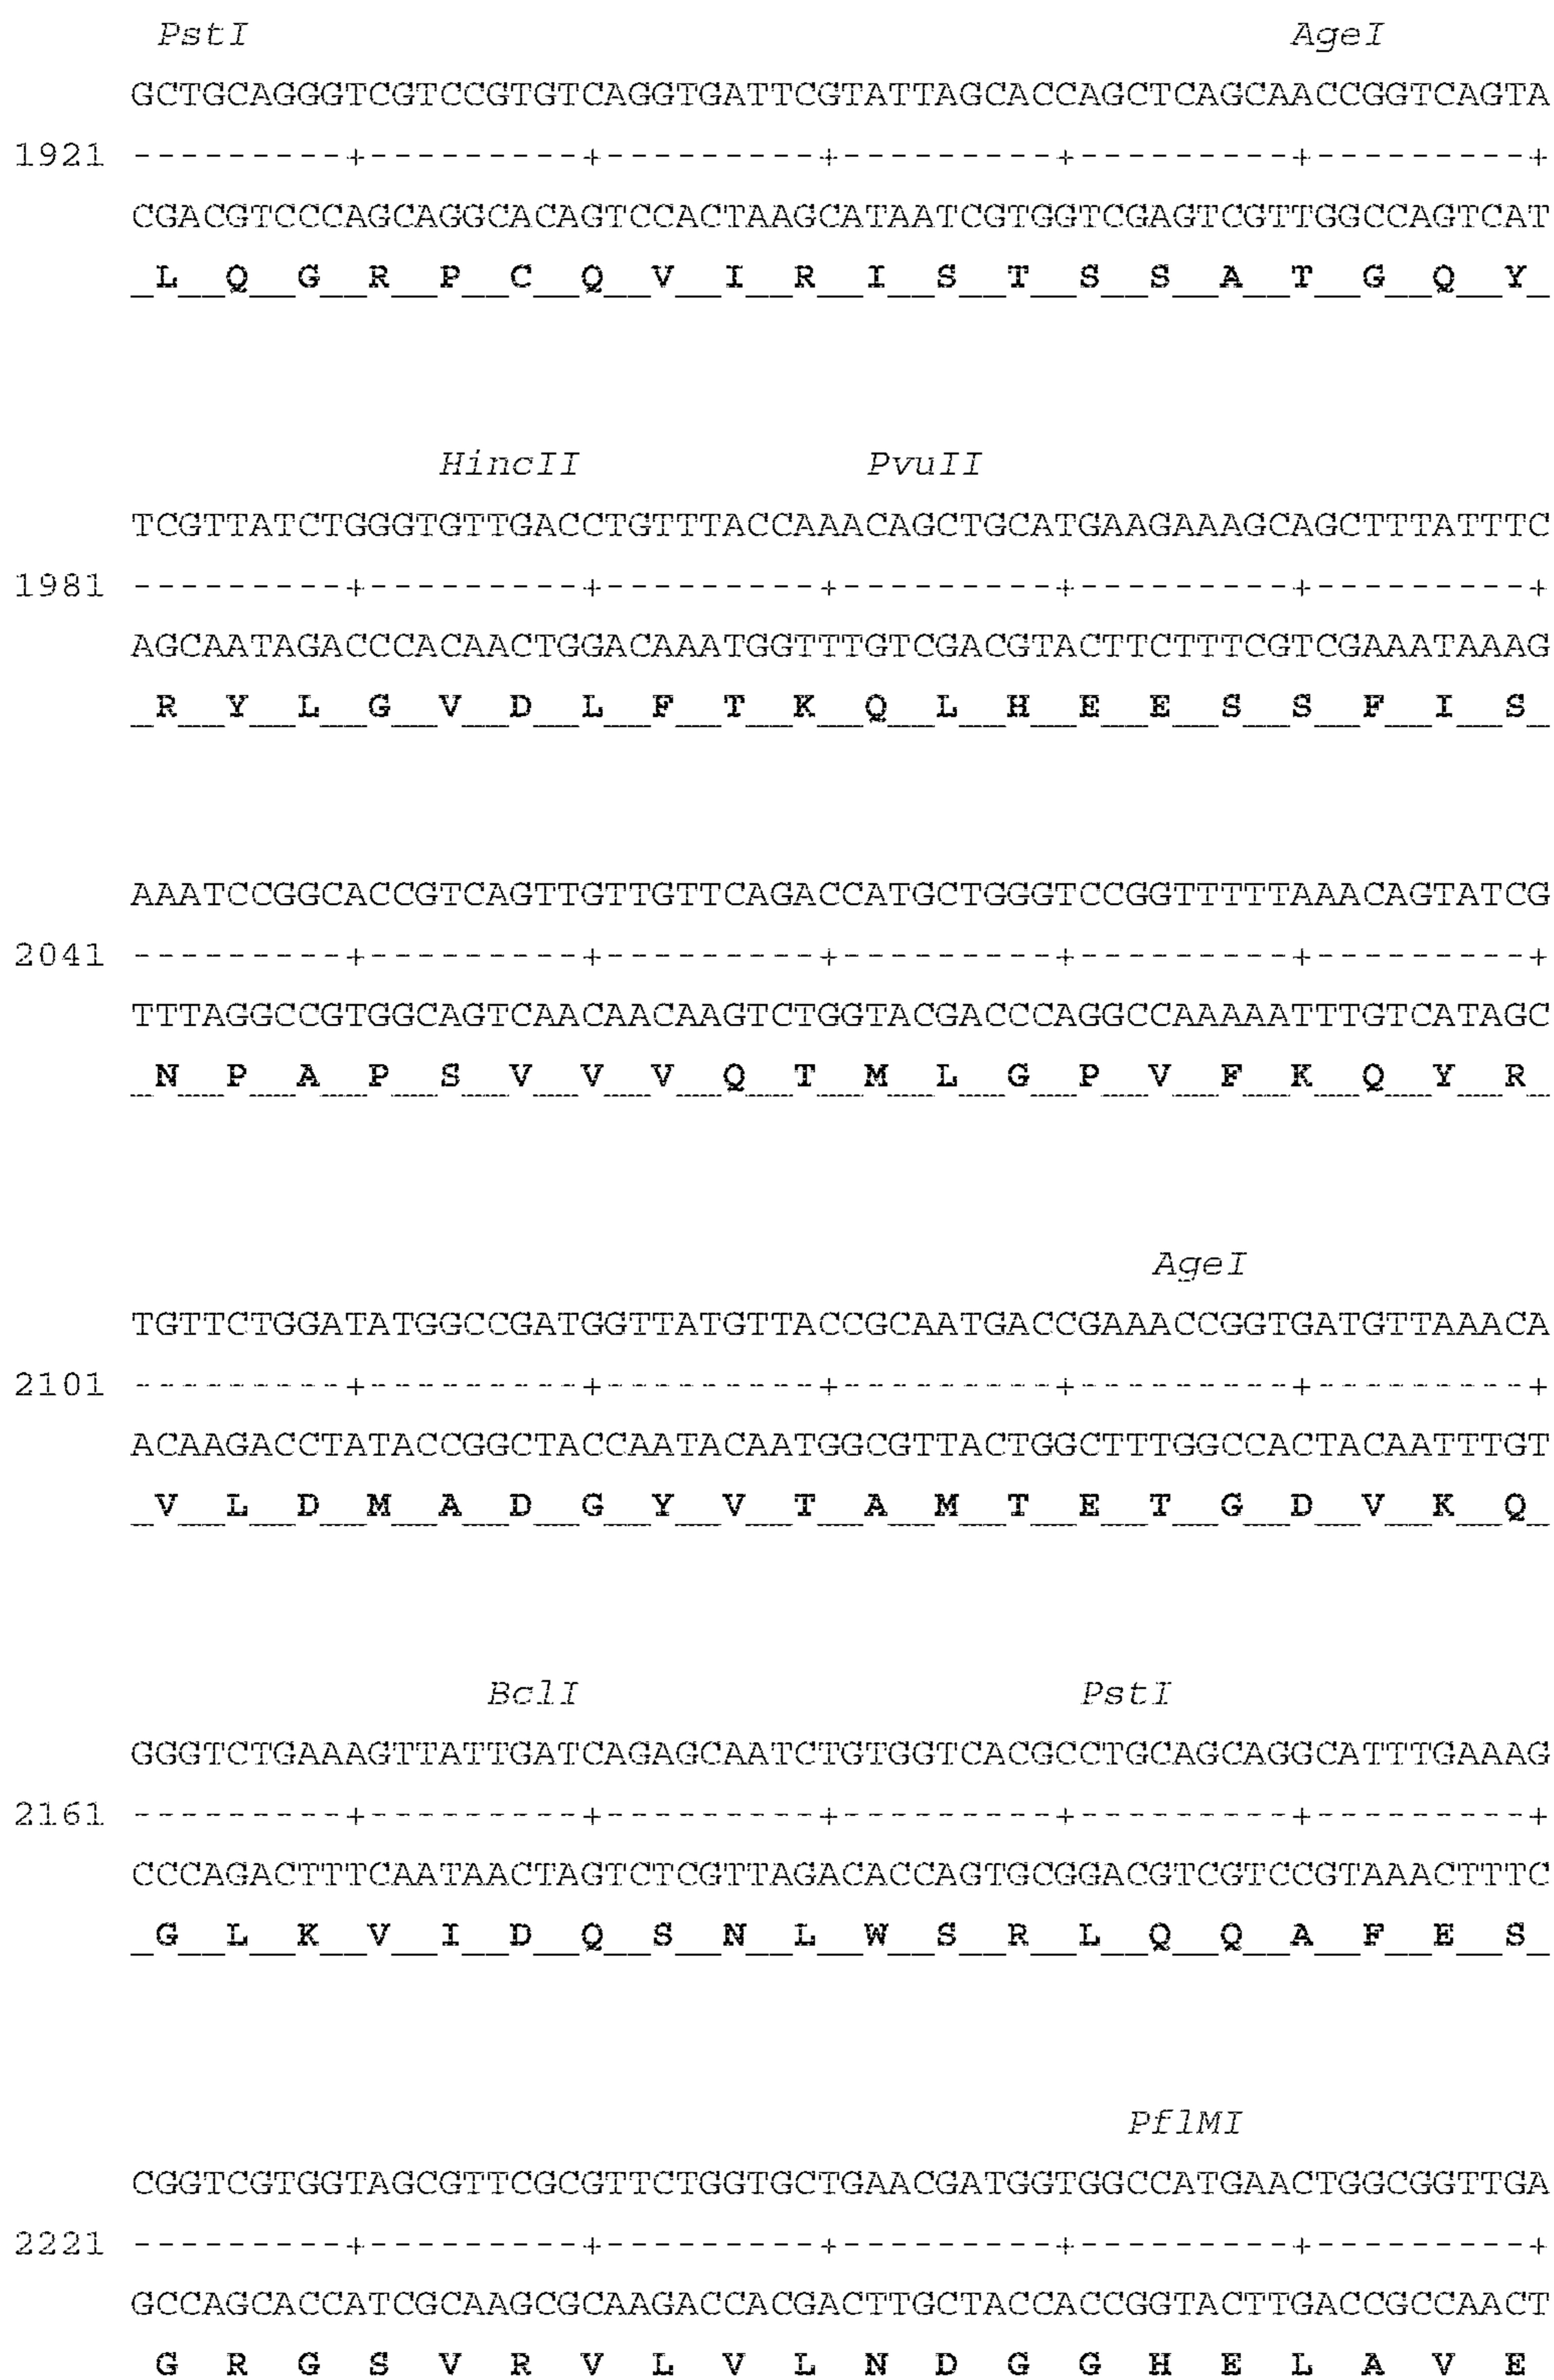 PstI AgeI
GCTGCAGGGTCGTCCGTGTCAGGTGATTCGTATTAGCACCAGCTCAGCAACCGGTCAGTA
1921 ---------+---------+---------+---------+---------+---------+
CGACGTCCCAGCAGGCACAGTCCACTAAGCATAATCGTGGTCGAGTCGTTGGCCAGTCAT
_L__Q__G__R__P__C__Q__V__I__R__I__S__T__S__S__A__T__G__Q__Y_
HincII PvuII
TCGTTATCTGGGTGTTGACCTGTTTACCAAACAGCTGCATGAAGAAAGCAGCTTTATTTC
1981 ---------+---------+---------+---------+---------+---------+
AGCAATAGACCCACAACTGGACAAATGGTTTGTCGACGTACTTCTTTCGTCGAAATAAAG
_R__Y__L__G__V__D__L__F__T__K__Q__L__H__E__E__S__S__F__I__S_
AAATCCGGCACCGTCAGTTGTTGTTCAGACCATGCTGGGTCCGGTTTTTAAACAGTATCG
2041 ---------+---------+---------+---------+---------+---------+
TTTAGGCCGTGGCAGTCAACAACAAGTCTGGTACGACCCAGGCCAAAAATTTGTCATAGC
_N__P__A__P__S__V__V__V__Q__T__M__L__G__P__V__F__K__Q__Y__R_
AgeI
TGTTCTGGATATGGCCGATGGTTATGTTACCGCAATGACCGAAACCGGTGATGTTAAACA
2101 ---------+---------+---------+---------+---------+---------+
ACAAGACCTATACCGGCTACCAATACAATGGCGTTACTGGCTTTGGCCACTACAATTTGT
_V__L__D__M__A__D__G__Y__V__T__A__M__T__E__T__G__D__V__K__Q_
BclI PstI
GGGTCTGAAAGTTATTGATCAGAGCAATCTGTGGTCACGCCTGCAGCAGGCATTTGAAAG
2161 ---------+---------+---------+---------+---------+---------+
CCCAGACTTTCAATAACTAGTCTCGTTAGACACCAGTGCGGACGTCGTCCGTAAACTTTC
_G__L__K__V__I__D__Q__S__N__L__W__S__R__L__Q__Q__A__F__E__S_
PflMI
CGGTCGTGGTAGCGTTCGCGTTCTGGTGCTGAACGATGGTGGCCATGAACTGGCGGTTGA
2221 ---------+---------+---------+---------+---------+---------+
GCCAGCACCATCGCAAGCGCAAGACCACGACTTGCTACCACCGGTACTTGACCGCCAACT
G R G S V R V L V L N D G G H E L A V E